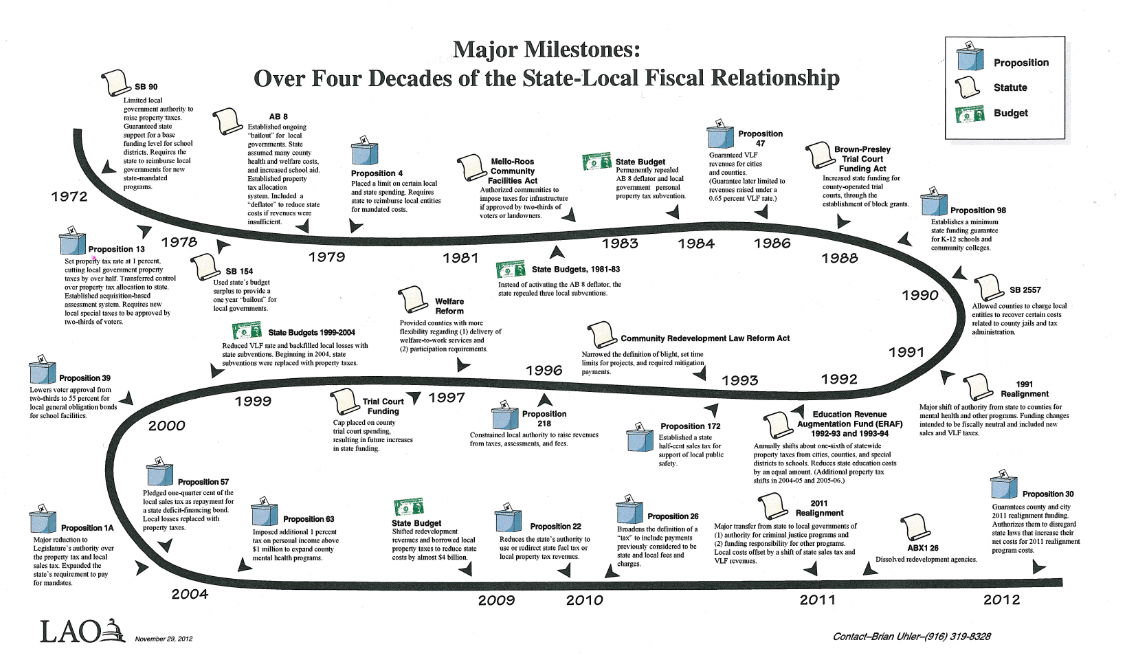 Major Milestones:
Over Four Decades of the State-Local Fiscal Relationship
Proposition
Statute
Budget
SB 90
Limited local
government authority to
raise property taxes.
Guaranteed state
support for a base
funding level for school
districts. Requires the
state to reimburse local
governments for new
state-mandated
programs.
AB 8
Established ongoing
"bailout" for local
governments. State
assumed many county
health and welfare costs,
and increased school aid.
Established property
tax allocation
system. Included a
"deflator" to reduce state
costs if revenues were
insufficient.
Proposition 4
Placed a limit on certain local
and state spending. Requires
state to reimburse local entities
for mandated costs.
Mello-Roos
Community
Facilities Act
Authorized communities to
impose taxes for infrastructure
if approved by two-thirds of
voters or landowners.
State Budget
Permanently repealed
AB 8 deflator and local
government personal
property tax subvention.
Proposition
47
Guaranteed VLF
revenues for cities
and counties.
(Guarantee later limited to
revenues raised under a
0.65 percent VLF rate.)
Brown-Presley
Trial Court
Funding Act
Increased state funding for
county-operated trial
courts, through the
establishment of block grants.
Proposition 98
Establishes a minimum
state funding guarantee
for K-12 schools and
community colleges.
1972
1978
1979
1981
1983
1984
1986
1988
Proposition 13
Set property tax rate at 1 percent,
cutting local government property
taxes by over half. Transferred control
over property tax allocation to state.
Established acquisition-based
assessment system. Requires new
local special taxes to be approved by
two-thirds of voters.
SB 154
Used state's budget
surplus to provide a
one year "bailout" for
local governments.
State Budgets, 1981-83
Instead of activating the AB 8 deflator, the
state repealed three local subventions.
1990
SB 2557
Allowed counties to charge local
entities to recover certain costs
related to county jails and tax
administration.
State Budgets 1999-2004
Reduced VLF rate and backfilled local losses with
state subventions. Beginning in 2004, state
subventions were replaced with property taxes.
Welfare
Reform
Provided counties with more
flexibility regarding (1) delivery of
welfare-to-work services and
(2) participation requirements.
Community Redevelopment Law Reform Act
Narrowed the definition of blight, set time
limits for projects, and required mitigation
payments.
1991
1992
1993
1996
1997
1999
2000
Proposition 39
Lowers voter approval from
two-thirds to 55 percent for
local general obligation bonds
for school facilities.
Trial Court
Funding
Cap placed on county
trial court spending,
resulting in future increases
in state funding.
Proposition
218
Constrained local authority to raise revenues
from taxes, assessments, and fees.
Proposition 172
Established a state
half-cent sales tax for
support of local public
safety.
Education Revenue
Augmentation Fund (ERAF)
1992-93 and 1993-94
Annually shifts about one-sixth of statewide
property taxes from cities, counties, and special
districts to schools. Reduces state education costs
by an equal amount. (Additional property tax
shifts in 2004-05 and 2005-06.)
1991
Realignment
Major shift of authority from state to counties for
mental health and other programs. Funding changes
intended to be fiscally neutral and included new
sales and VLF taxes.
Proposition 1A
Major reduction to
Legislature's authority over
the property tax and local
sales tax. Expanded the
state's requirement to pay
for mandates.
Proposition 57
Pledged one-quarter cent of the
local sales tax as repayment for
a state deficit-financing bond.
Local losses replaced with
property taxes.
Proposition 63
Imposed additional 1 percent
tax on personal income above
$1 million to expand county
mental health programs.
State Budget
Shifted redevelopment
revenues and borrowed local
property taxes to reduce state
costs by almost $4 billion.
Proposition 22
Reduces the state's authority to
use or redirect state fuel tax or
local property tax revenues.
Proposition 26
Broadens the definition of a
"tax" to include payments
previously considered to be
state and local fees and
charges.
2011
Realignment
Major transfer from state to local governments of
(1) authority for criminal justice programs and
(2) funding responsibility for other programs.
Local costs offset by a shift of state sales tax and
VLF revenues.
ABX1 26
Dissolved redevelopment agencies.
Proposition 30
Guarantees county and city
2011 realignment funding.
Authorizes them to disregard
state laws that increase their
net costs for 2011 realignment
program costs.
2004
2009
2010
2011
2012
LAO
November 29, 2012
Contact–Brian Uhler–(916) 319-8328